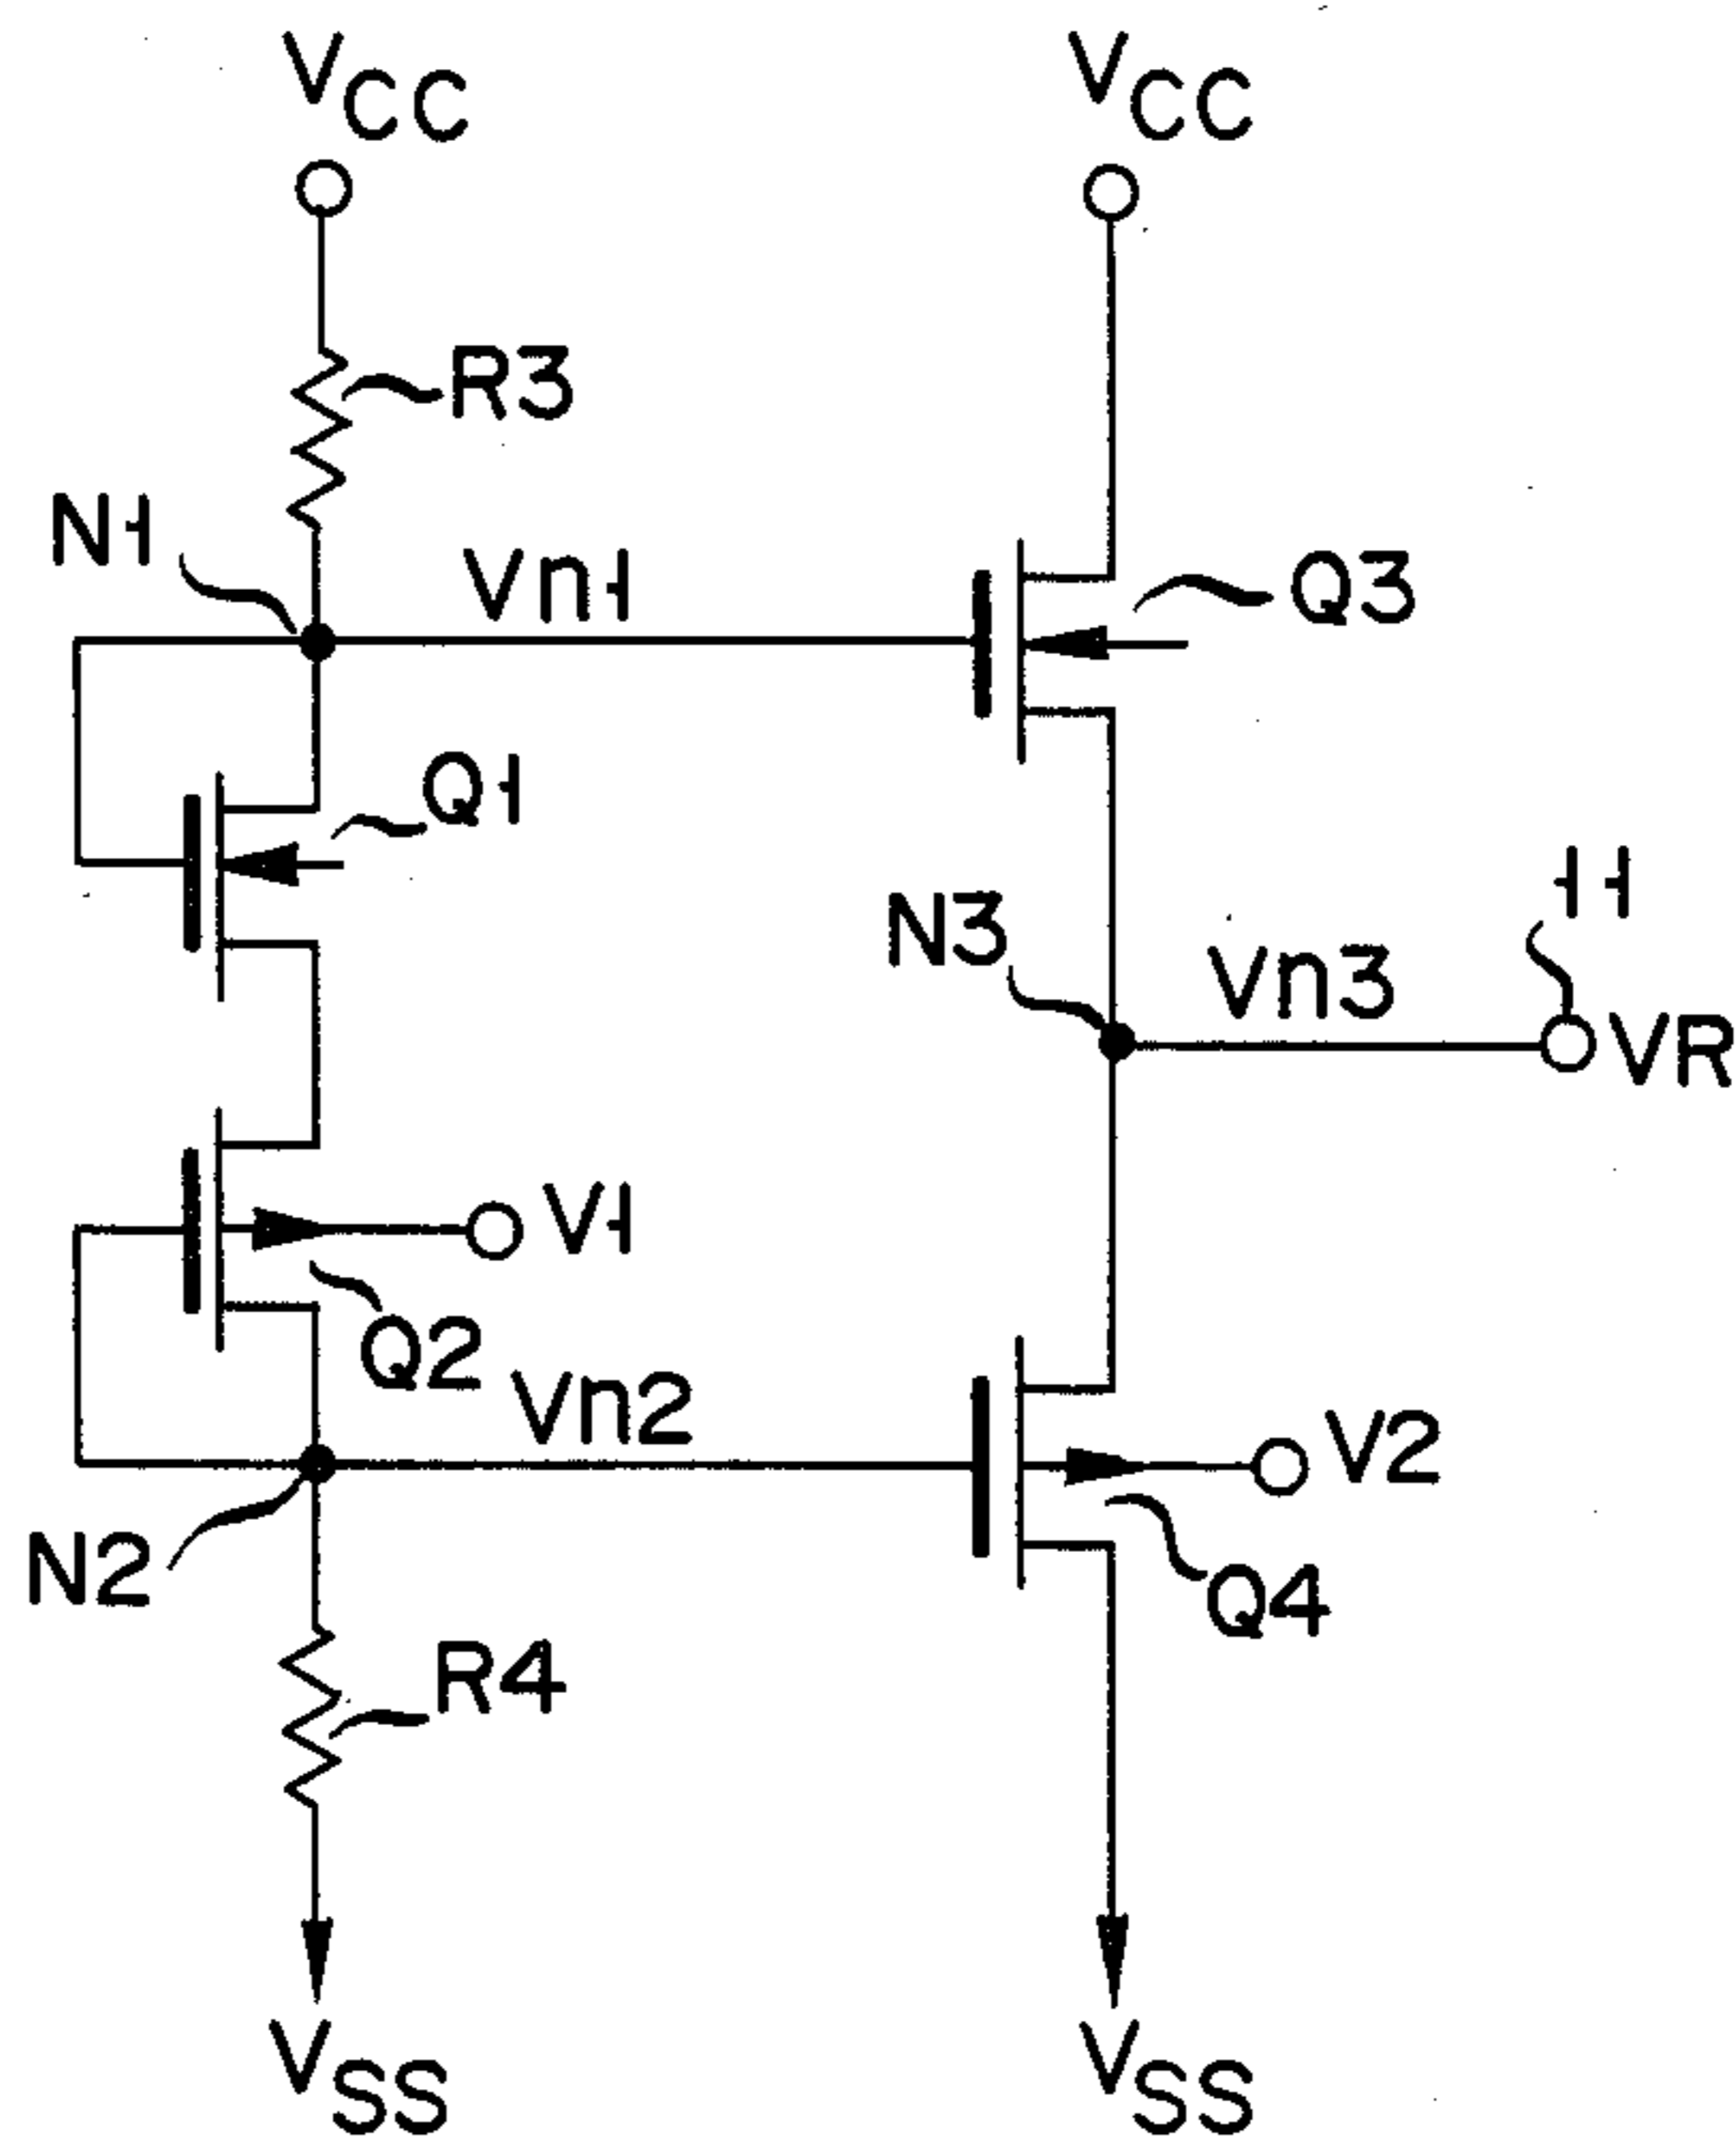 VCC VCC
R3
N1 Vn1 Q3
Q1
11
N3 Vn3
VR
V1
Q2
Vn2 V2
N2 Q4
R4
VSS VSS